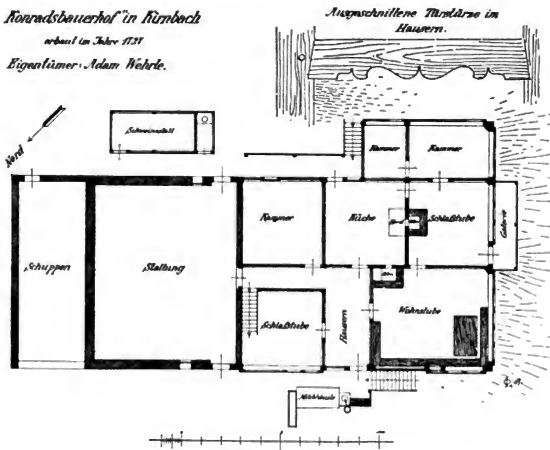 „Konradsbauerhof“ in Kirnbach
erbaut im Jahre 1737
Eigentümer: Adam Wehrle.
Ausgeschnittene Türstürze im
Hausern.
Nord
Schweinestall
Kammer
Kammer
Schuppen
Stallung
Kammer
Küche
Schlafstube
Galerie
Schlafstube
Hausern
Wohnstube